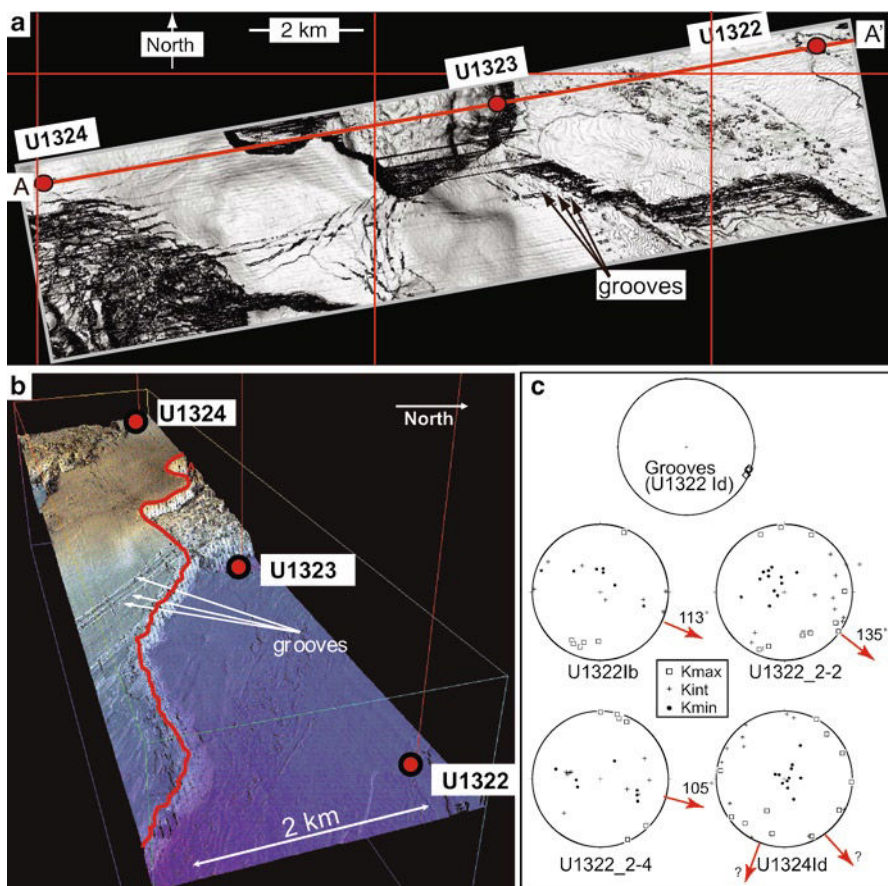 a
North
2 km
U1322
A'
U1323
U1324
A
grooves
b
U1324
North
U1323
grooves
U1322
2 km
c
Grooves
(U1322 Id)
113°
135°
U1322Ib
U1322_2-2
□ Kmax
+ Kint
• Kmin
105°
?
?
U1322_2-4
U1324Id